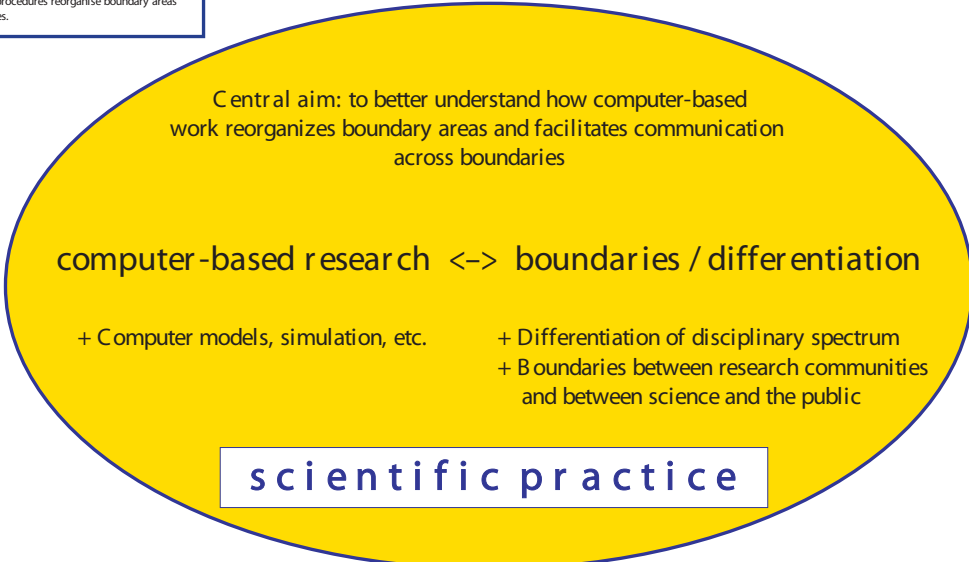 procedures reorganise boundary areas
es.
Central aim: to better understand how computer-based
work reorganizes boundary areas and facilitates communication
across boundaries
computer-based research <-> boundaries / differentiation
+ Computer models, simulation, etc.
+ Differentiation of disciplinary spectrum
+ Boundaries between research communities
and between science and the public
scientific practice